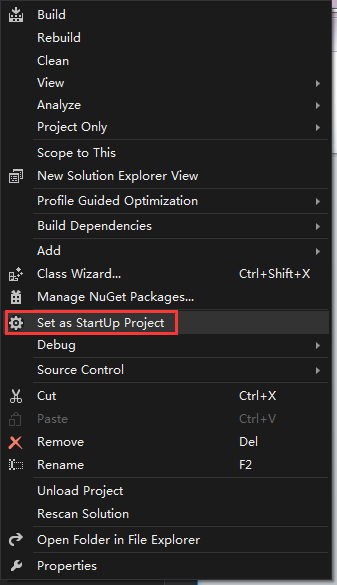 Build
Rebuild
Clean
View
Analyze
Project Only
Scope to This
New Solution Explorer View
Profile Guided Optimization
Build Dependencies
Add
Class Wizard... Ctrl+Shift+X
Manage NuGet Packages...
Set as StartUp Project
Debug
Source Control
Cut Ctrl+X
Paste Ctrl+V
Remove Del
Rename F2
Unload Project
Rescan Solution
Open Folder in File Explorer
Properties